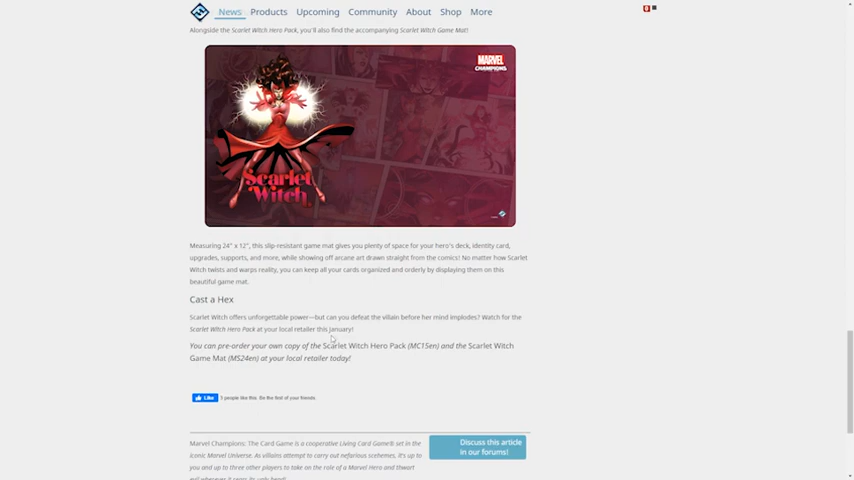 News Products Upcoming Community About Shop More
Alongside the Scarlet Witch Hero Pack, you'll also find the accompanying Scarlet Witch Game Mat!
MARVEL
CHAMPIONS
Scarlet
Witch
Measuring 24" x 12", this slip-resistant game mat gives you plenty of space for your hero's deck, identity card,
upgrades, supports, and more, while showing off arcane art drawn straight from the comics! No matter how Scarlet
Witch twists and warps reality, you can keep all your cards organized and orderly by displaying them on this
beautiful game mat.
Cast a Hex
Scarlet Witch offers unforgettable power—but can you defeat the villain before her mind implodes? Watch for the
Scarlet Witch Hero Pack at your local retailer this January!
You can pre-order your own copy of the Scarlet Witch Hero Pack (MC15en) and the Scarlet Witch
Game Mat (MS24en) at your local retailer today!
Like 5 people like this. Be the first of your friends.
Marvel Champions: The Card Game is a cooperative Living Card Game® set in the
iconic Marvel Universe. As villains attempt to carry out nefarious schemes, it's up to
you and up to three other players to take on the role of a Marvel Hero and thwart
Discuss this article
in our forums!